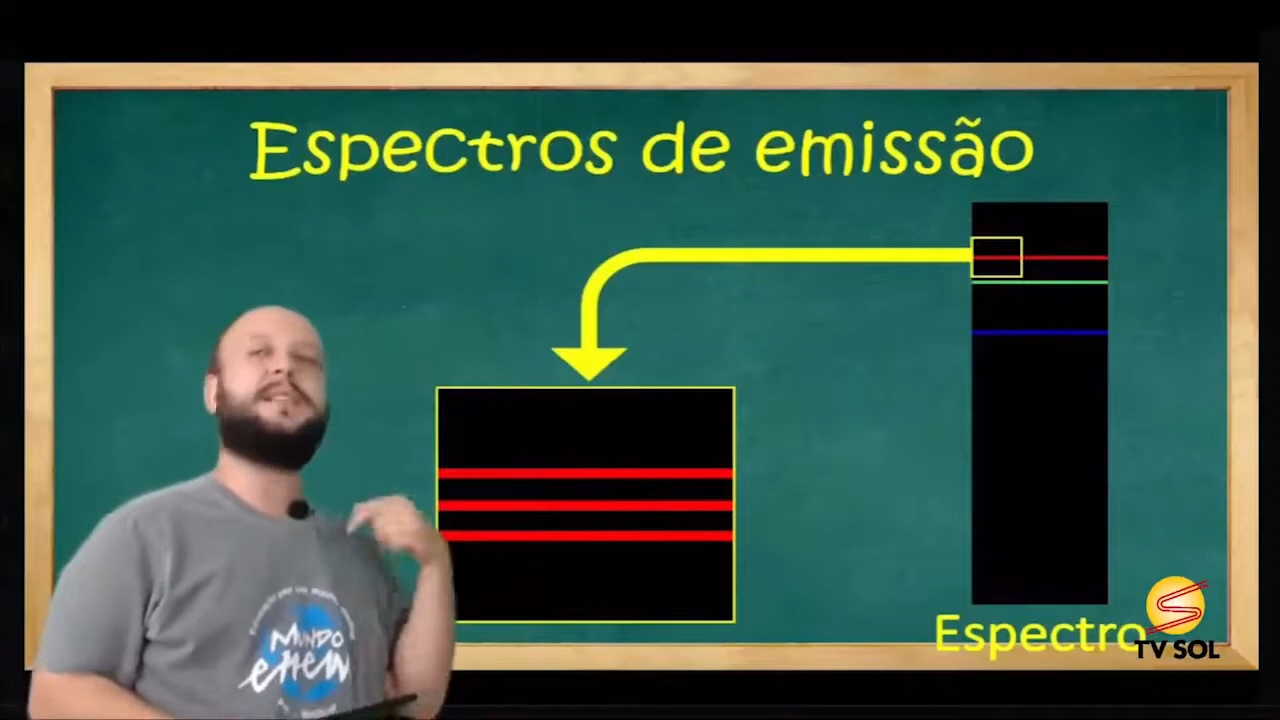 Espectros de emissão
Espectro
TV SOL
MUNDO
enem